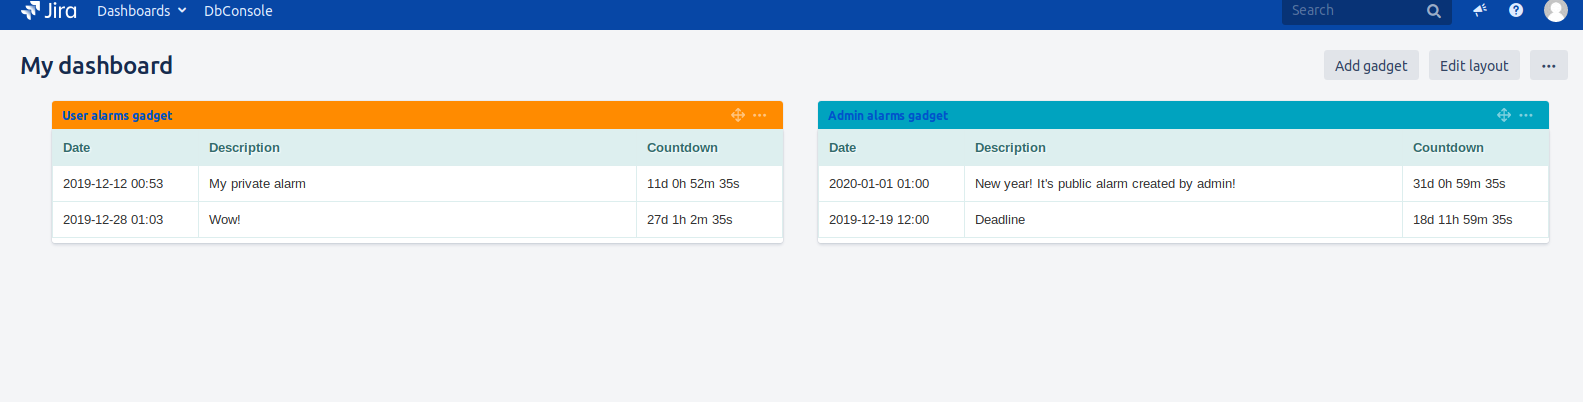 Jira Dashboards DbConsole Search
My dashboard Add gadget Edit layout
User alarms gadget
Date Description Countdown
2019-12-12 00:53 My private alarm 11d 0h 52m 35s
2019-12-28 01:03 Wow! 27d 1h 2m 35s
Admin alarms gadget
Date Description Countdown
2020-01-01 01:00 New year! It's public alarm created by admin! 31d 0h 59m 35s
2019-12-19 12:00 Deadline 18d 11h 59m 35s